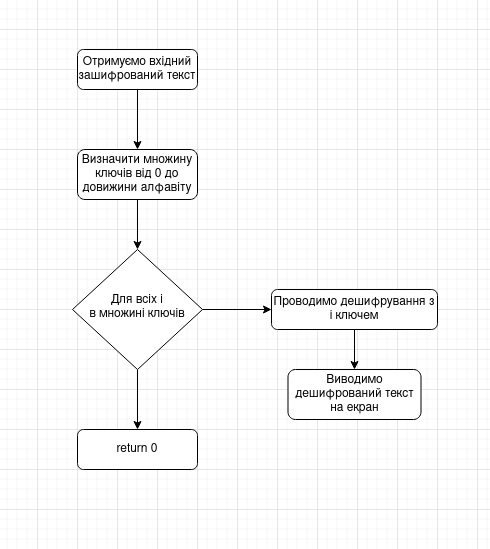 Отримуємо вхідний
зашифрований текст
Визначити множину
ключів від 0 до
довижини алфавіту
Для всіх і
в множині ключів
Проводимо дешифрування з
і ключем
Виводимо
дешифрований текст
на екран
return 0